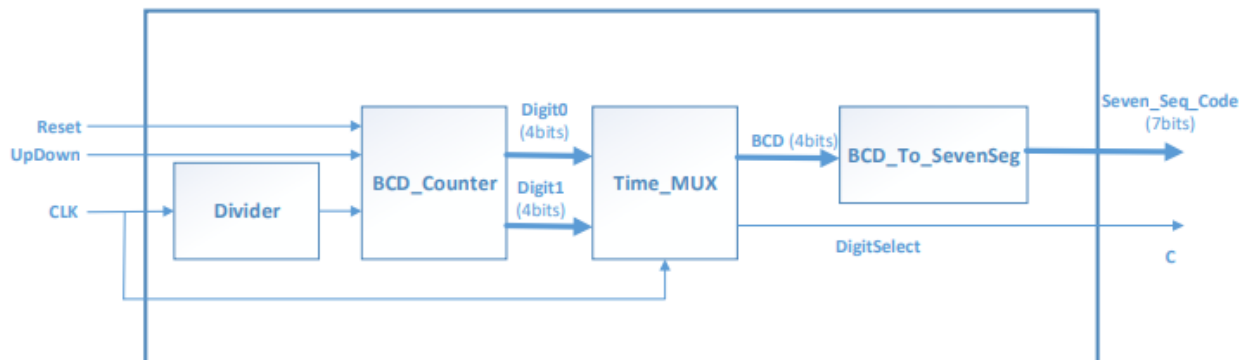 Reset
UpDown
CLK
Divider
BCD_Counter
Digit0
(4bits)
Digit1
(4bits)
Time_MUX
BCD (4bits)
BCD_To_SevenSeg
Seven_Seq_Code
(7bits)
DigitSelect
C